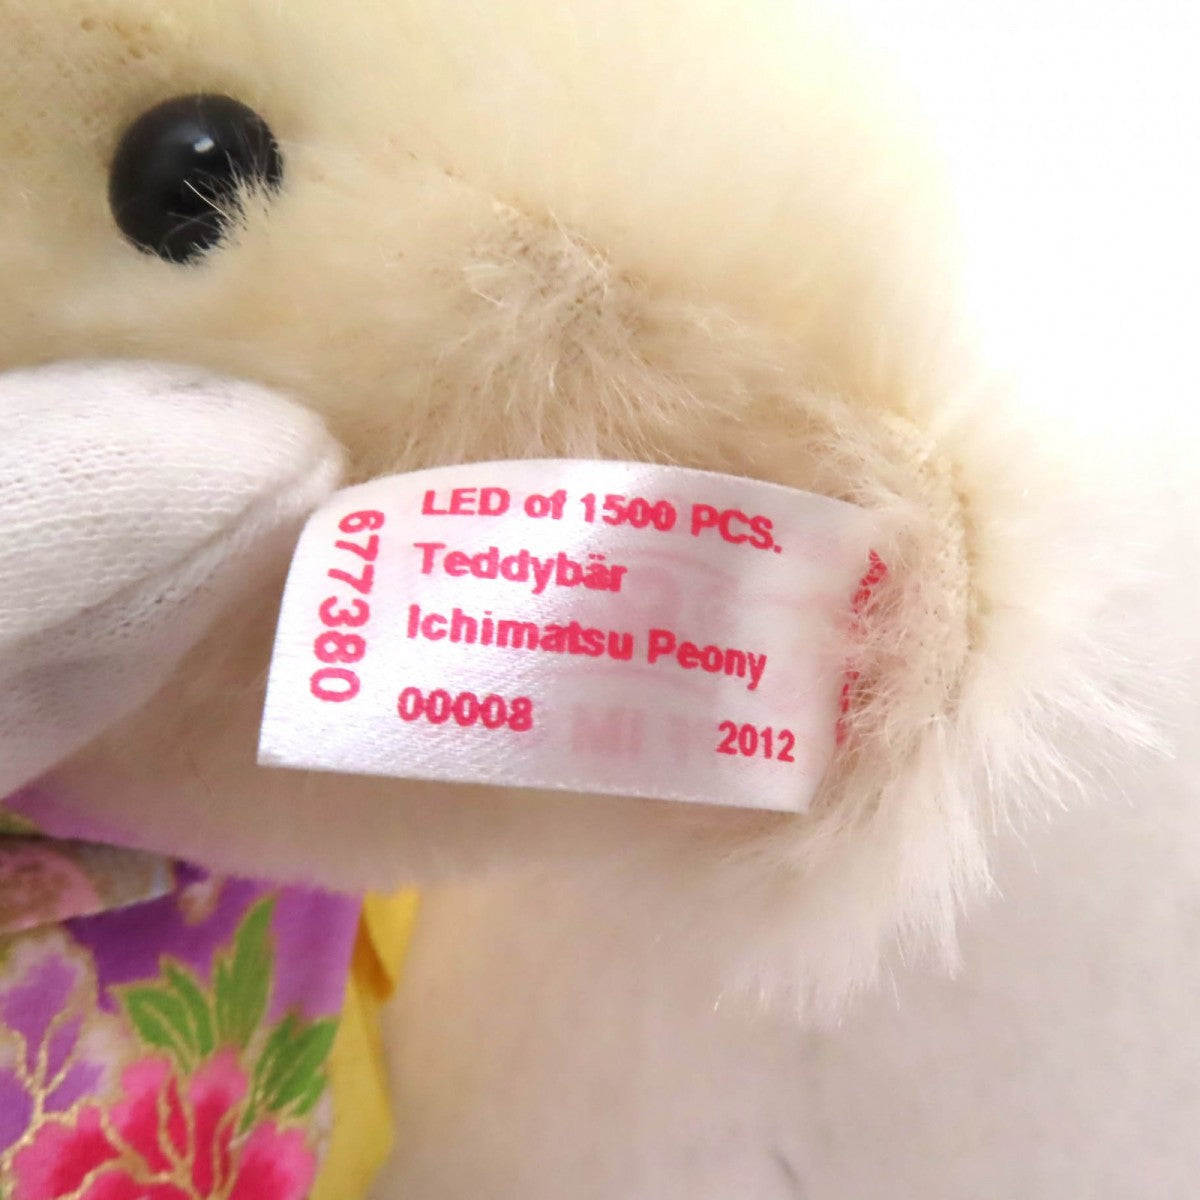 LED of 1500 PCS.
Teddybär
Ichimatsu Peony
00008 2012
677380